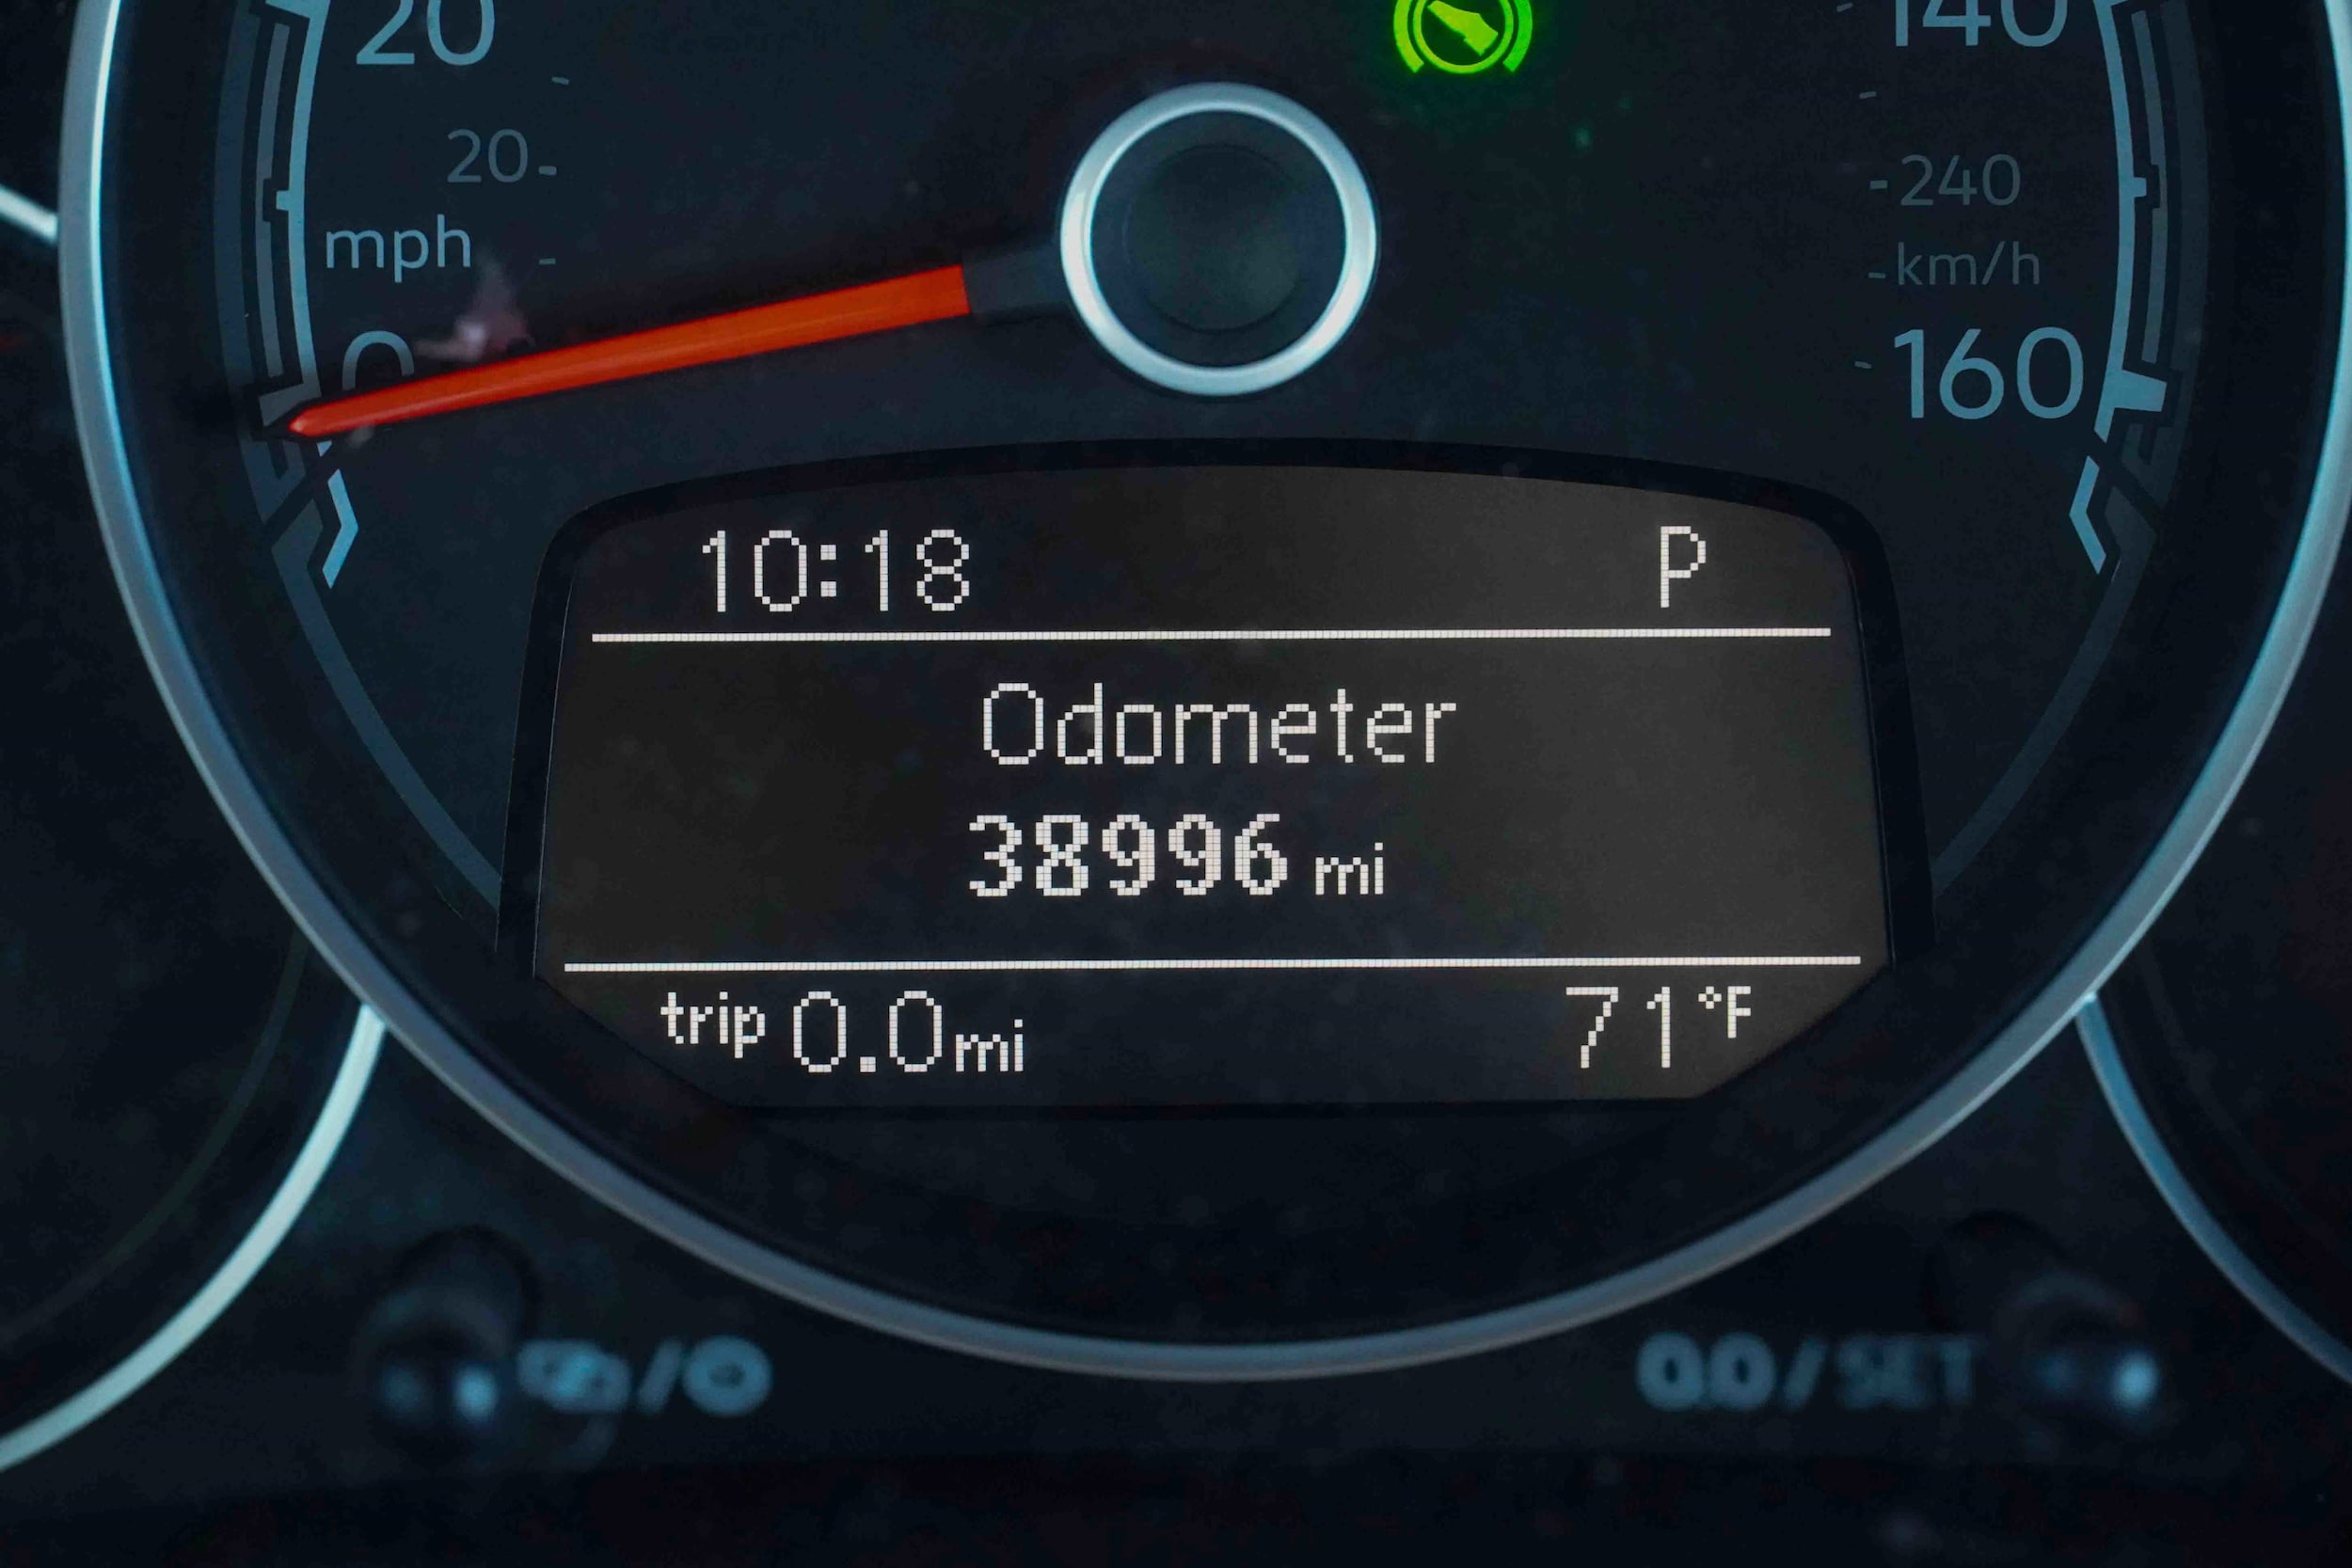 20
140
20
240
mph
km/h
0
160
10:18 P
Odometer
38996 mi
trip 0.0mi 71°F
0.0/SET